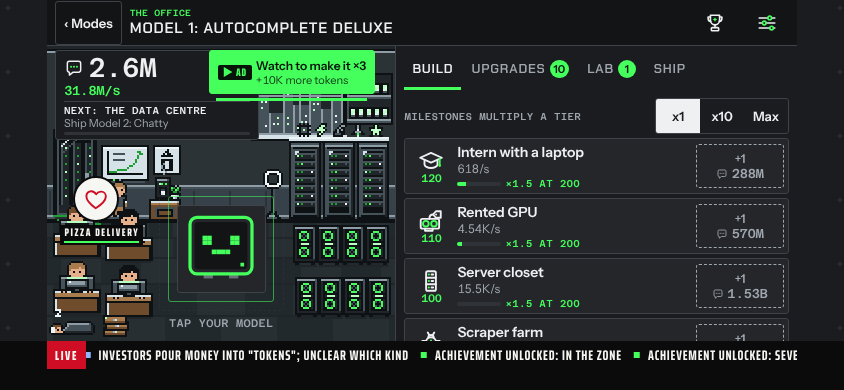 ‹ Modes
THE OFFICE
MODEL 1: AUTOCOMPLETE DELUXE
2.6M
31.8M/s
NEXT: THE DATA CENTRE
Ship Model 2: Chatty
AD
Watch to make it ×3
+10K more tokens
PIZZA DELIVERY
TAP YOUR MODEL
BUILD UPGRADES 10 LAB 1 SHIP
MILESTONES MULTIPLY A TIER
x1 x10 Max
Intern with a laptop
618/s
120
×1.5 AT 200
+1
288M
Rented GPU
4.54K/s
110
×1.5 AT 200
+1
570M
Server closet
15.5K/s
100
×1.5 AT 200
+1
1.53B
Scraper farm
+1
LIVE
INVESTORS POUR MONEY INTO "TOKENS"; UNCLEAR WHICH KIND ACHIEVEMENT UNLOCKED: IN THE ZONE ACHIEVEMENT UNLOCKED: SEVE